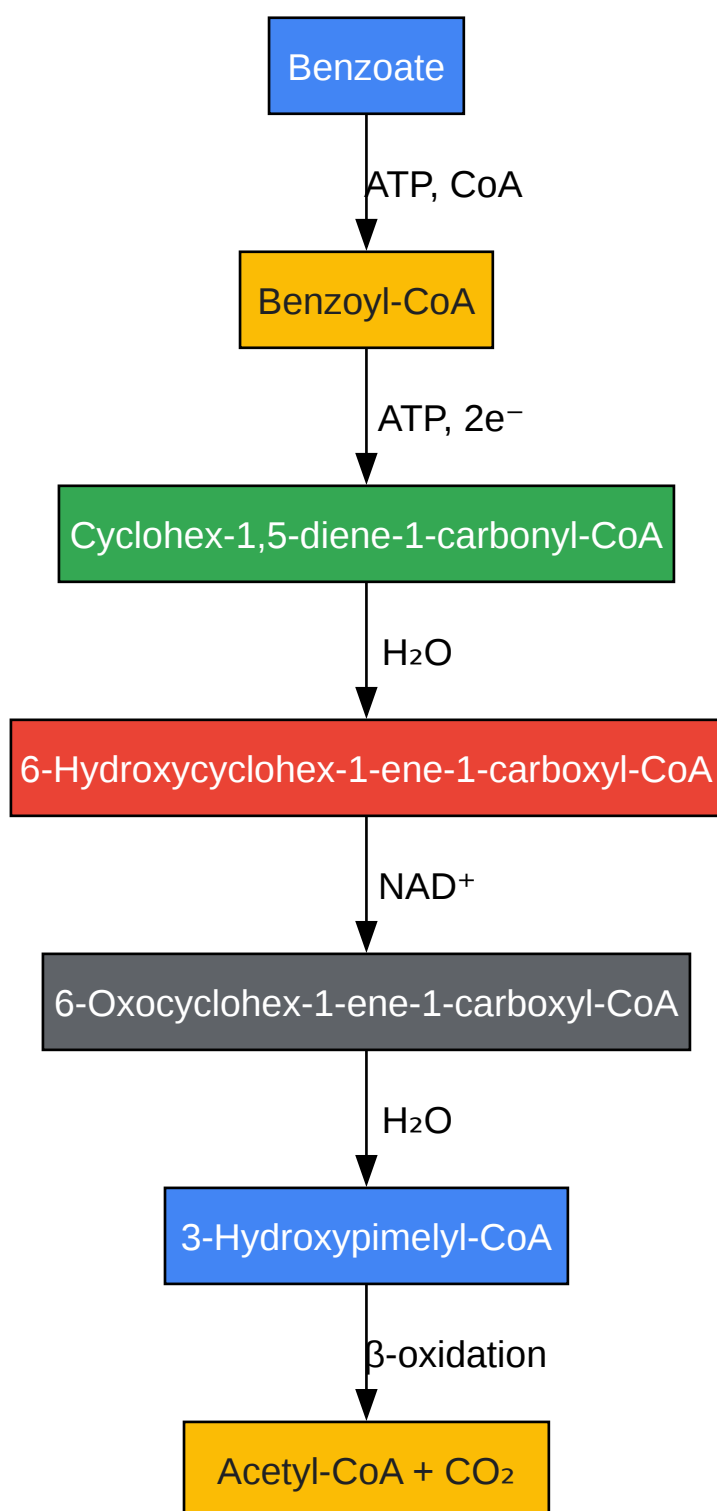 Benzoate
ATP, CoA
Benzoyl-CoA
ATP, 2e⁻
Cyclohex-1,5-diene-1-carbonyl-CoA
H₂O
6-Hydroxycyclohex-1-ene-1-carboxyl-CoA
NAD⁺
6-Oxocyclohex-1-ene-1-carboxyl-CoA
H₂O
3-Hydroxypimelyl-CoA
β-oxidation
Acetyl-CoA + CO₂